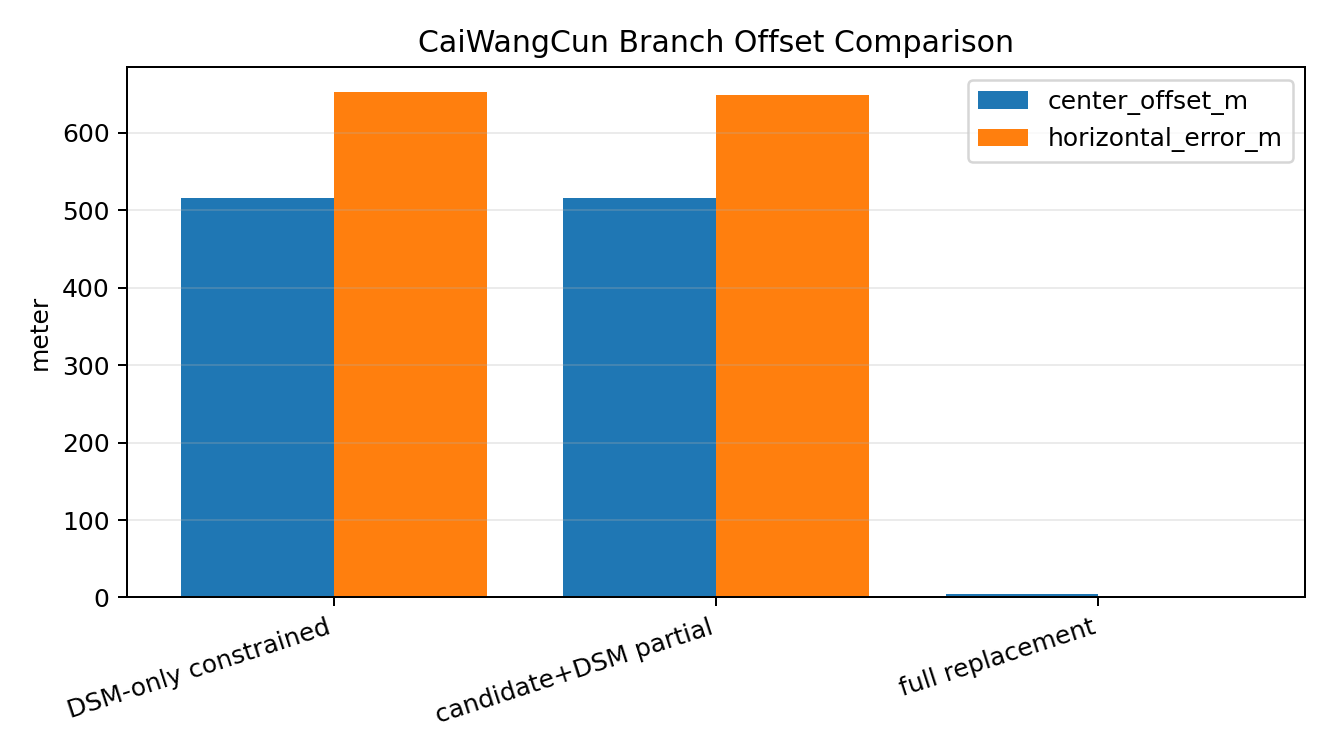 CaiWangCun Branch Offset Comparison
center_offset_m
horizontal_error_m
meter
600
500
400
300
200
100
0
DSM-only constrained
candidate+DSM partial
full replacement